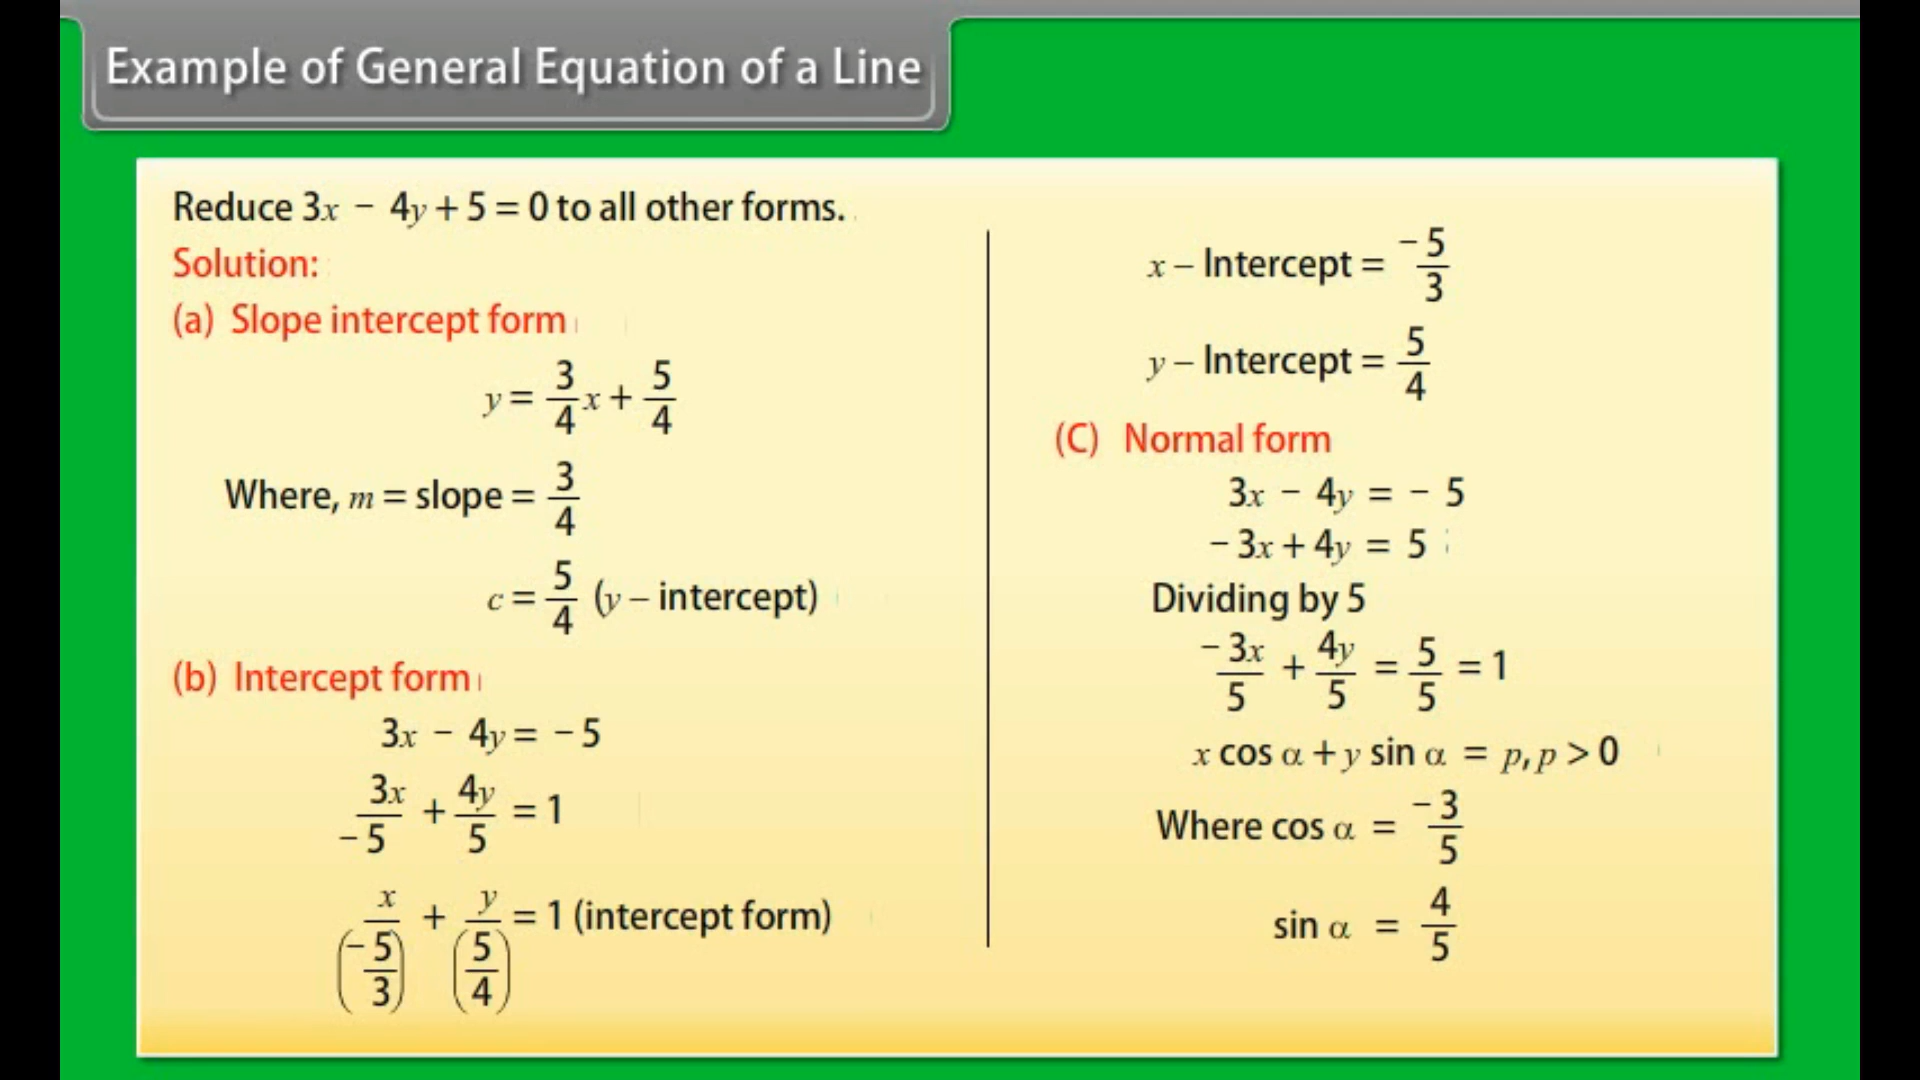 Example of General Equation of a Line
Reduce 3x − 4y + 5 = 0 to all other forms.
Solution:
(a) Slope intercept form
y = 3/4 x + 5/4
Where, m = slope = 3/4
c = 5/4 (y – intercept)
(b) Intercept form
3x − 4y = − 5
3x/−5 + 4y/5 = 1
x/(−5/3) + y/(5/4) = 1 (intercept form)
x – Intercept = −5/3
y – Intercept = 5/4
(C) Normal form
3x − 4y = − 5
− 3x + 4y = 5
Dividing by 5
−3x/5 + 4y/5 = 5/5 = 1
x cos α + y sin α = p, p > 0
Where cos α = −3/5
sin α = 4/5